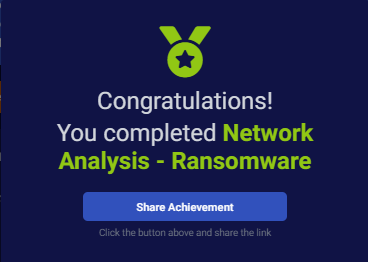 Congratulations!
You completed Network
Analysis - Ransomware
Share Achievement
Click the button above and share the link